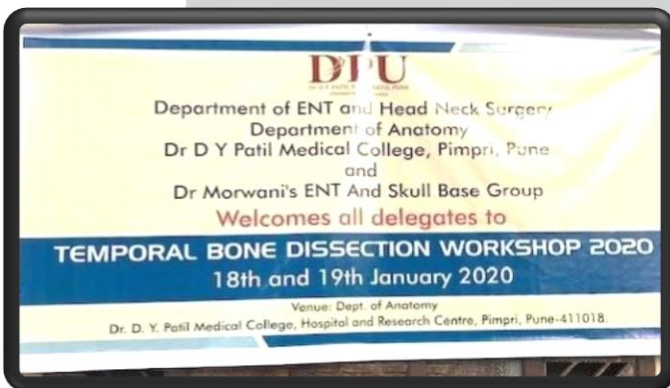 DPU
Department of ENT and Head Neck Surgery
Department of Anatomy
Dr D Y Patil Medical College, Pimpri, Pune
and
Dr Morwani's ENT And Skull Base Group
Welcomes all delegates to
TEMPORAL BONE DISSECTION WORKSHOP 2020
18th and 19th January 2020
Venue: Dept. of Anatomy
Dr. D. Y. Patil Medical College, Hospital and Research Centre, Pimpri, Pune-411018.